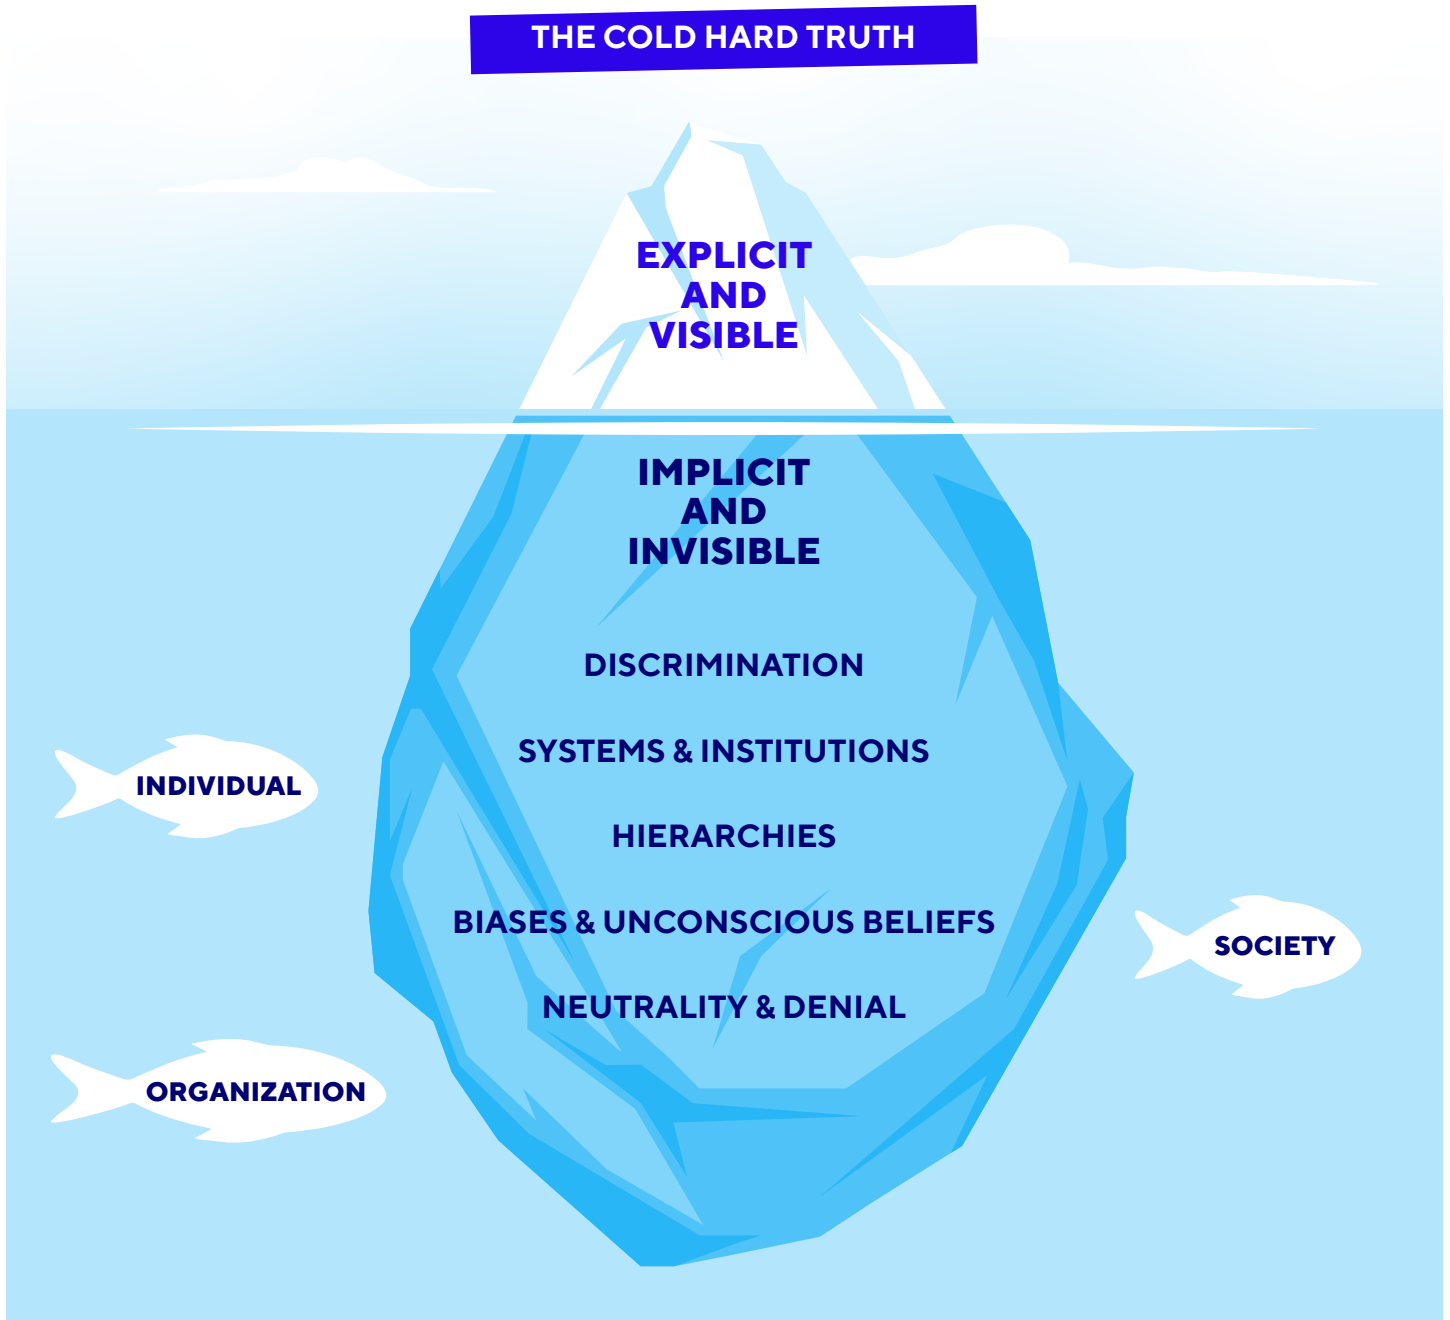 THE COLD HARD TRUTH
EXPLICIT
AND
VISIBLE
IMPLICIT
AND
INVISIBLE
DISCRIMINATION
SYSTEMS & INSTITUTIONS
HIERARCHIES
BIASES & UNCONSCIOUS BELIEFS
NEUTRALITY & DENIAL
INDIVIDUAL
SOCIETY
ORGANIZATION